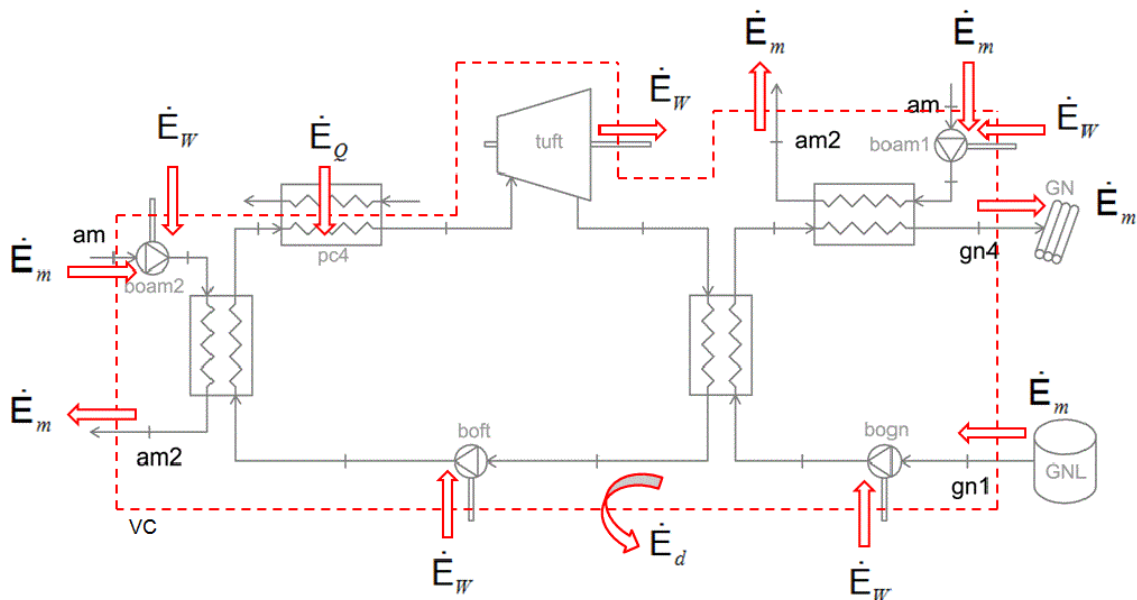 Ė_m
Ė_m
Ė_W
am
Ė_W
Ė_W
Ė_Q
tuft
am2
boam1
GN
Ė_m
am
Ė_m
boam2
pc4
gn4
Ė_m
am2
boft
bogn
Ė_m
gn1
GNL
VC
Ė_W
Ė_d
Ė_W